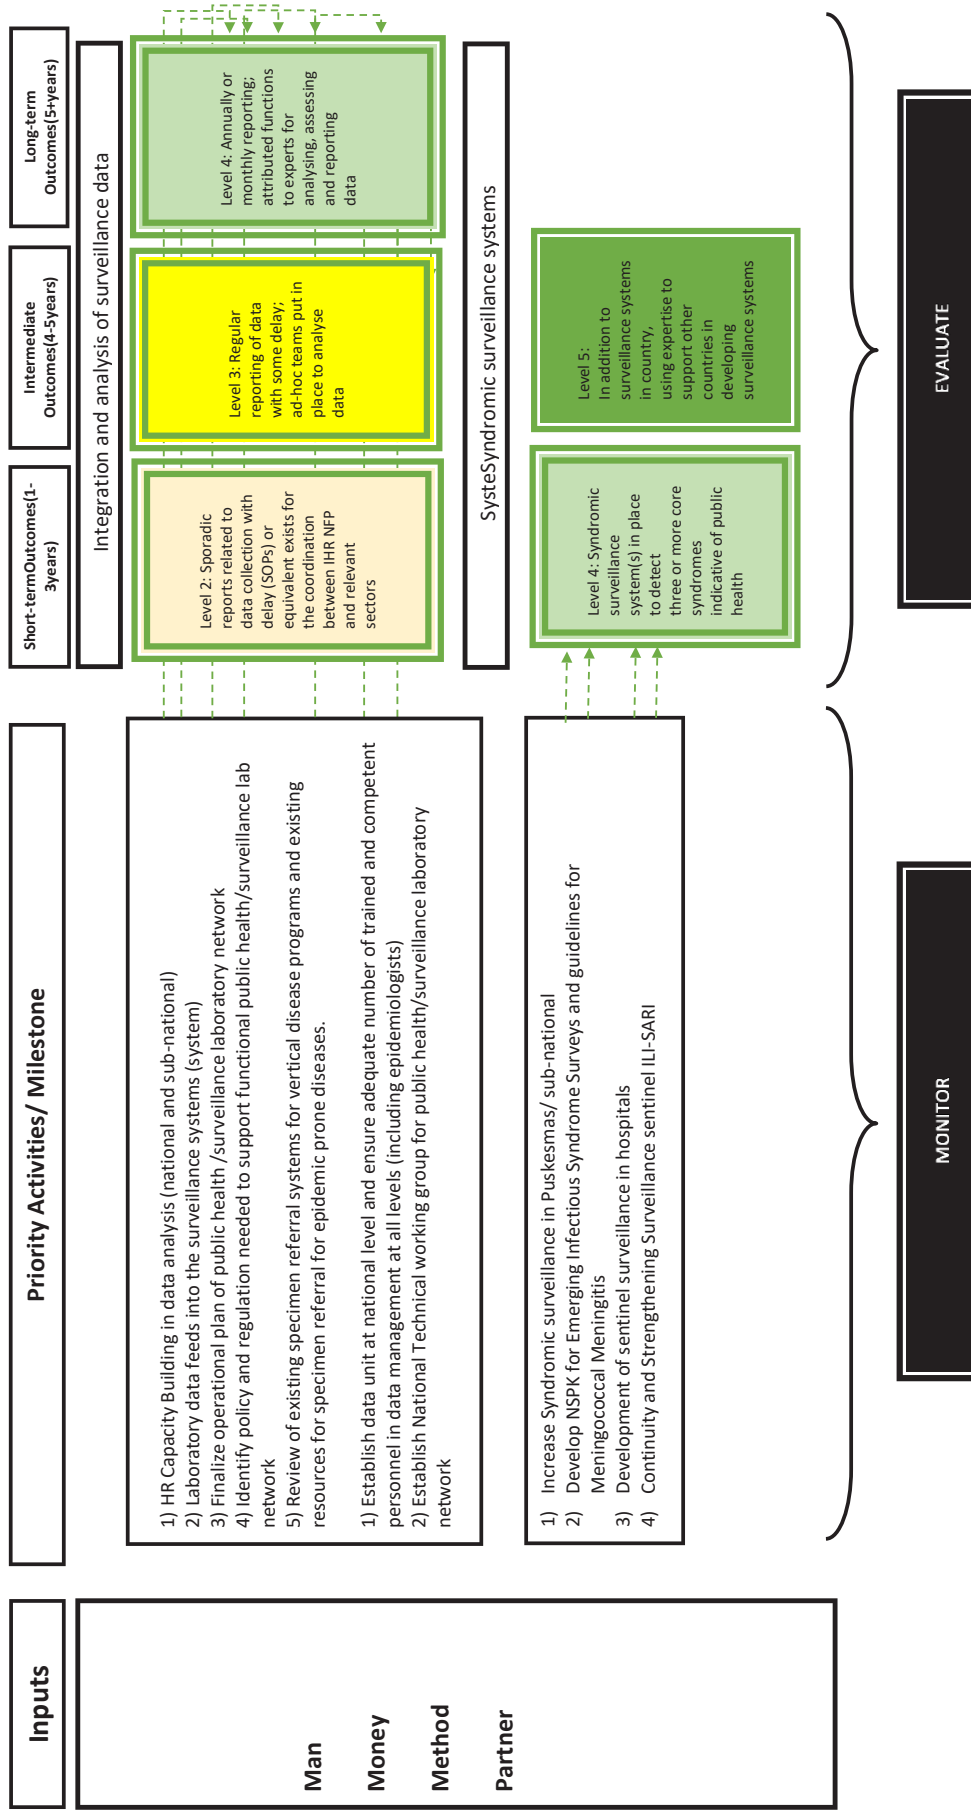 Inputs
Priority Activities/ Milestone
Short-termOutcomes(1-
3years)
Intermediate
Outcomes(4-5years)
Long-term
Outcomes(5+years)
Man
Money
Method
Partner
1) HR Capacity Building in data analysis (national and sub-national)
2) Laboratory data feeds into the surveillance systems (system)
3) Finalize operational plan of public health /surveillance laboratory network
4) Identify policy and regulation needed to support functional public health/surveillance lab
network
5) Review of existing specimen referral systems for vertical disease programs and existing
resources for specimen referral for epidemic prone diseases.
1) Establish data unit at national level and ensure adequate number of trained and competent
personnel in data management at all levels (including epidemiologists)
2) Establish National Technical working group for public health/surveillance laboratory
network
Integration and analysis of surveillance data
Level 2: Sporadic
reports related to
data collection with
delay (SOPs) or
equivalent exists for
the coordination
between IHR NFP
and relevant
sectors
Level 3: Regular
reporting of data
with some delay;
ad-hoc teams put in
place to analyse
data
Level 4: Annually or
monthly reporting;
attributed functions
to experts for
analysing, assessing
and reporting
data
1) Increase Syndromic surveillance in Puskesmas/ sub-national
2) Develop NSPK for Emerging Infectious Syndrome Surveys and guidelines for
Meningococcal Meningitis
3) Development of sentinel surveillance in hospitals
4) Continuity and Strengthening Surveillance sentinel ILI-SARI
SysteSyndromic surveillance systems
Level 4: Syndromic
surveillance
system(s) in place
to detect
three or more core
syndromes
indicative of public
health
Level 5:
In addition to
surveillance systems
in country,
using expertise to
support other
countries in
developing
surveillance systems
MONITOR
EVALUATE